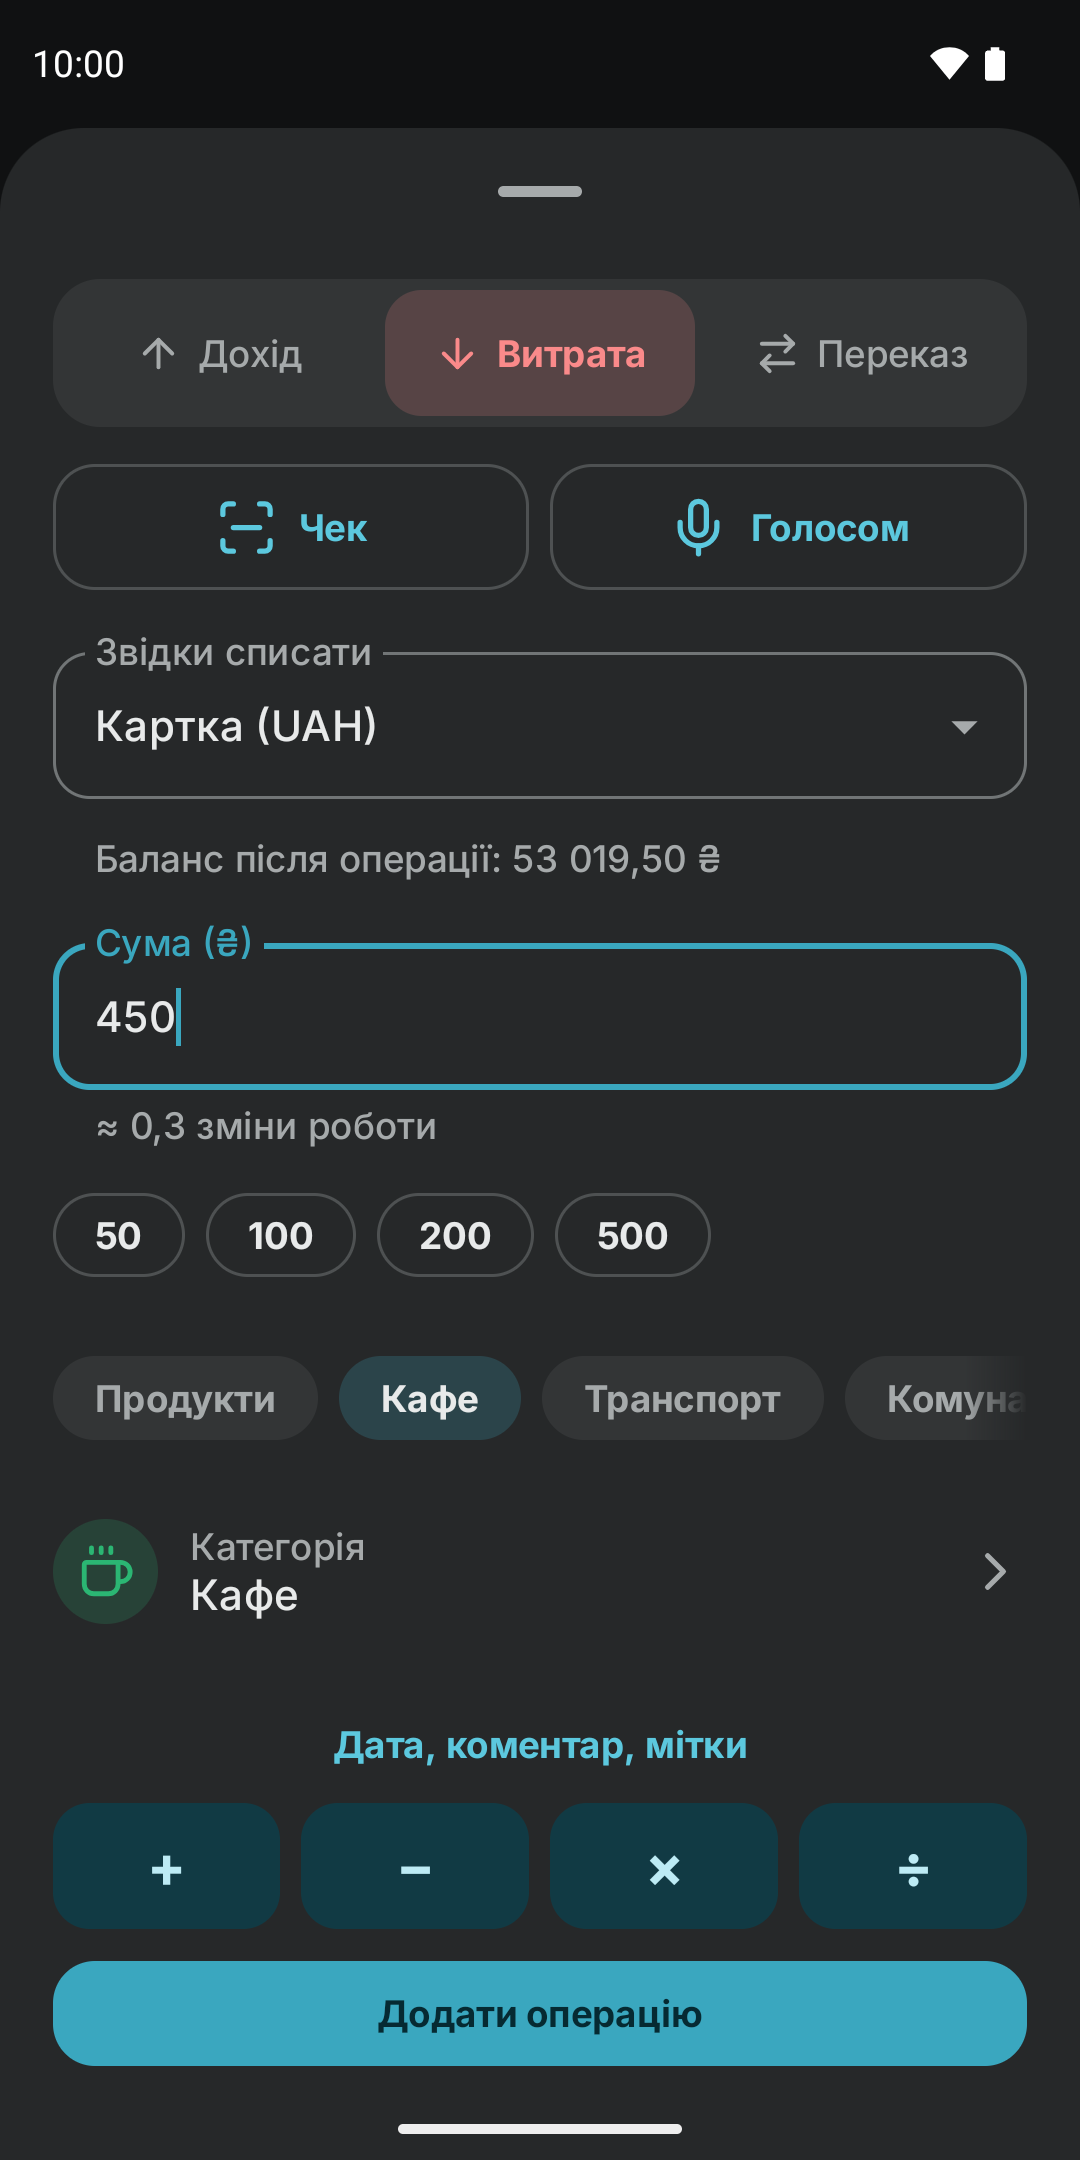 10:00
Дохід
Витрата
Переказ
Чек
Голосом
Звідки списати
Картка (UAH)
Баланс після операції: 53 019,50 ₴
Сума (₴)
450
≈ 0,3 зміни роботи
50
100
200
500
Продукти
Кафе
Транспорт
Комуна
Категорія
Кафе
Дата, коментар, мітки
+
−
×
÷
Додати операцію